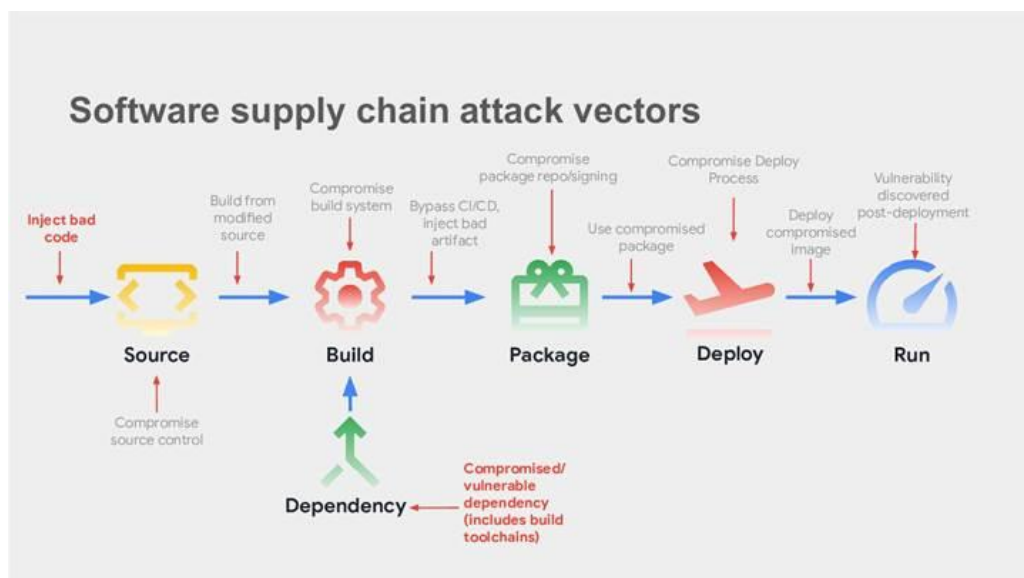 Software supply chain attack vectors
Inject bad
code
Build from
modified
source
Compromise
build system
Bypass CI/CD,
inject bad
artifact
Compromise
package repo/signing
Use compromised
package
Compromise Deploy
Process
Deploy
compromised
image
Vulnerability
discovered
post-deployment
Source
Build
Package
Deploy
Run
Compromise
source control
Dependency
Compromised/
vulnerable
dependency
(includes build
toolchains)